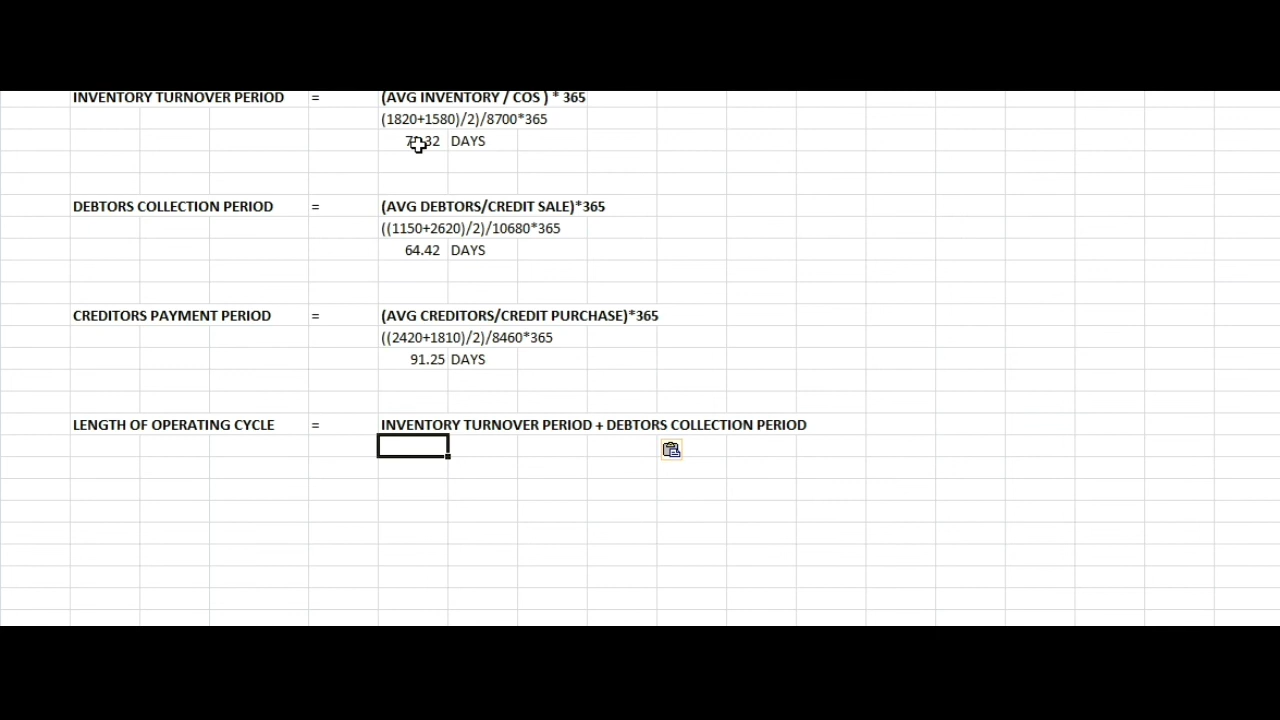 INVENTORY TURNOVER PERIOD = (AVG INVENTORY / COS ) * 365
(1820+1580)/2)/8700*365
DAYS
DEBTORS COLLECTION PERIOD = (AVG DEBTORS/CREDIT SALE)*365
((1150+2620)/2)/10680*365
64.42 DAYS
CREDITORS PAYMENT PERIOD = (AVG CREDITORS/CREDIT PURCHASE)*365
((2420+1810)/2)/8460*365
91.25 DAYS
LENGTH OF OPERATING CYCLE = INVENTORY TURNOVER PERIOD + DEBTORS COLLECTION PERIOD